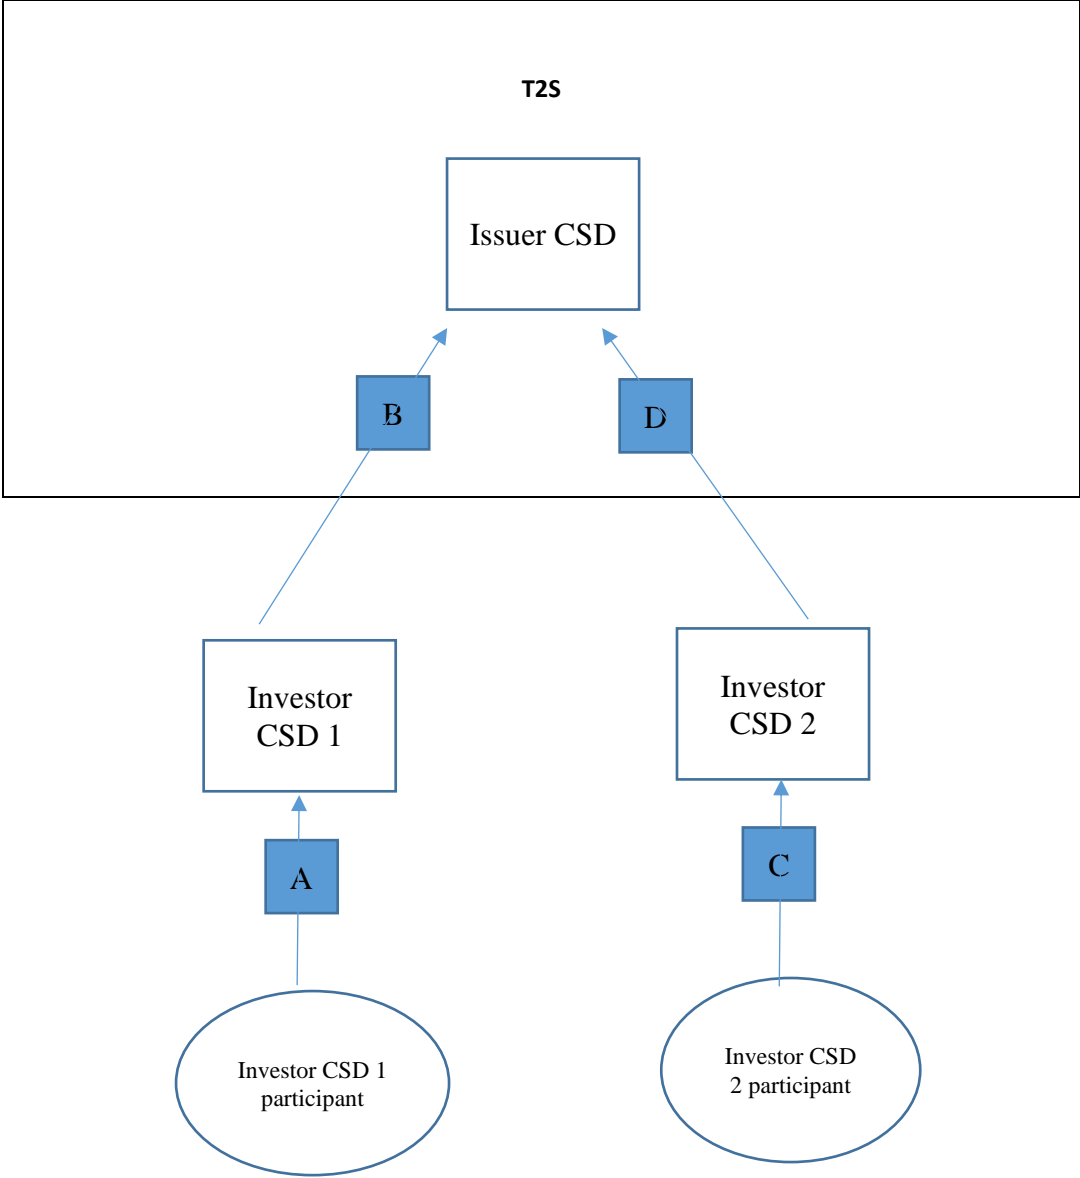 T2S
Issuer CSD
B
D
Investor
CSD 1
Investor
CSD 2
A
C
Investor CSD 1
participant
Investor CSD
2 participant